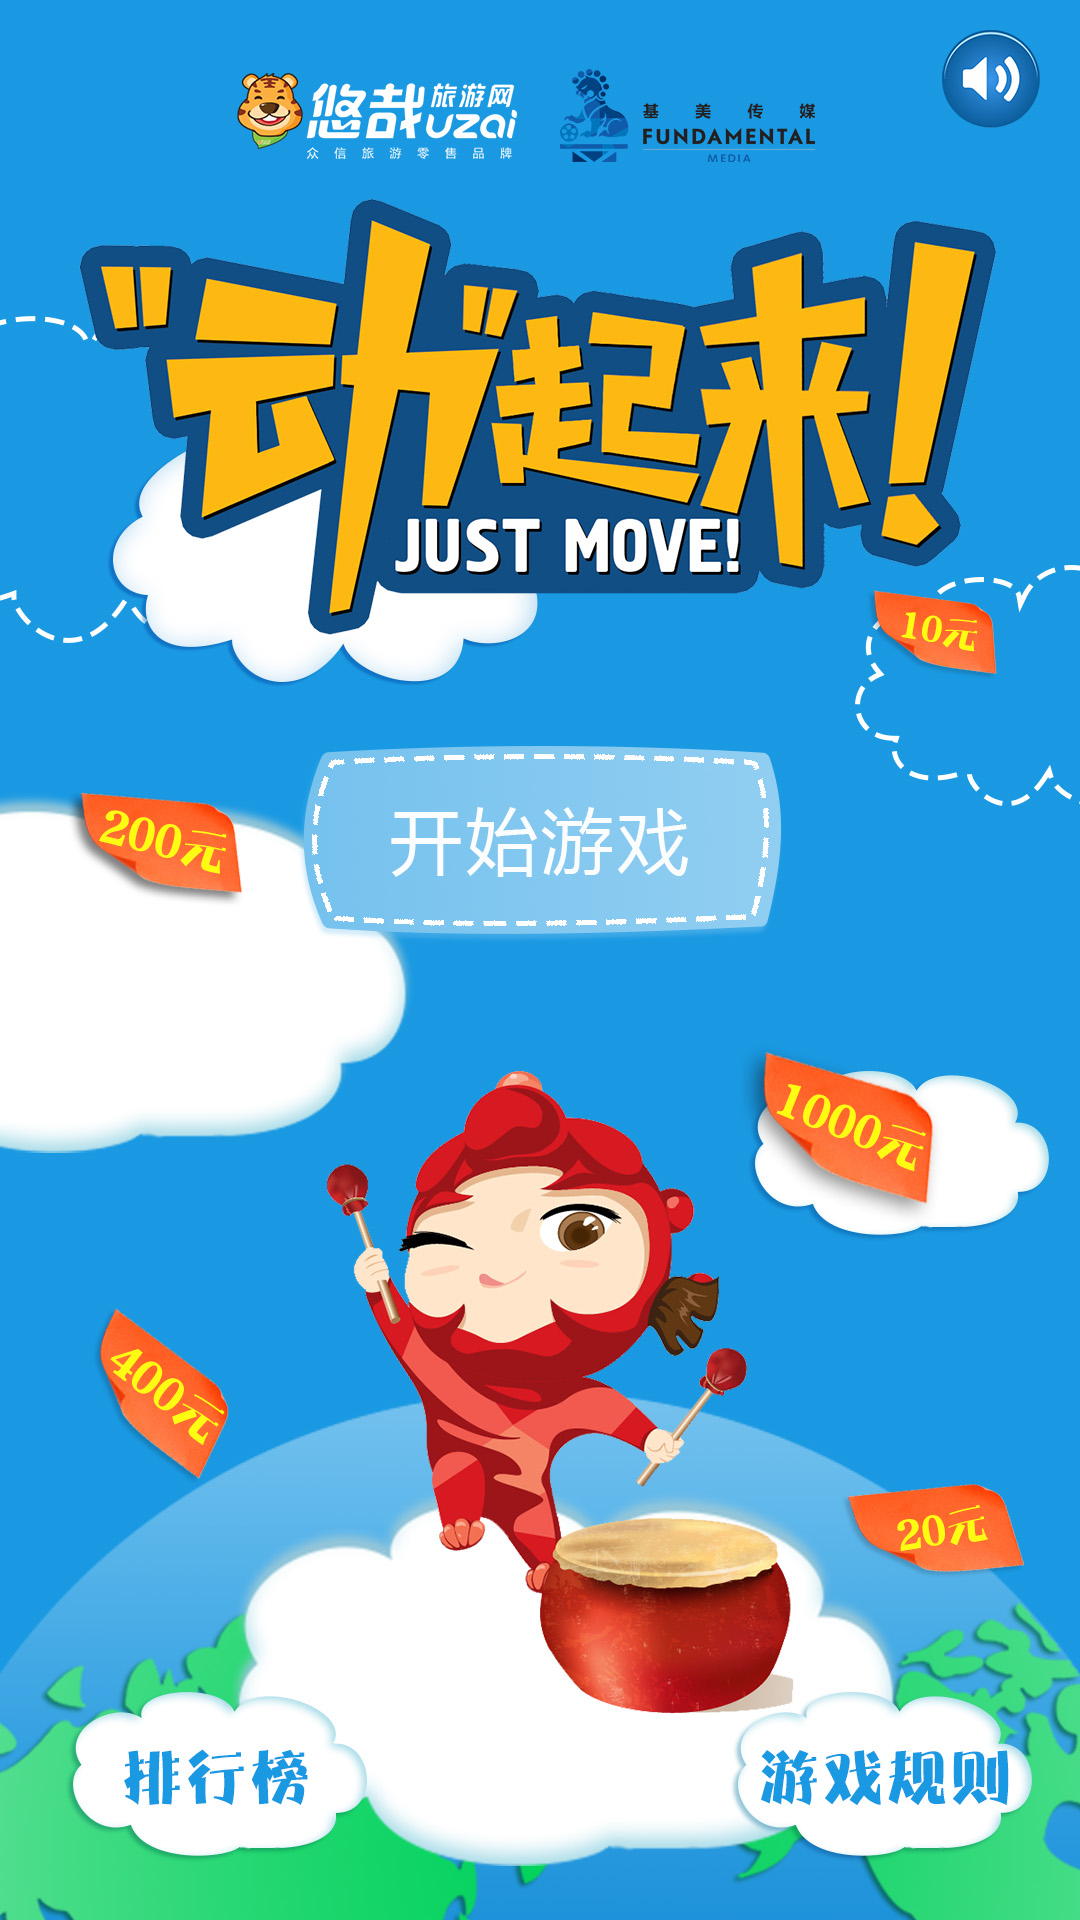 悠哉旅游网
uzai
众信旅游零售品牌
基美传媒
FUNDAMENTAL
MEDIA
"动"起来!
JUST MOVE!
10元
200元
开始游戏
1000元
400元
20元
排行榜
游戏规则